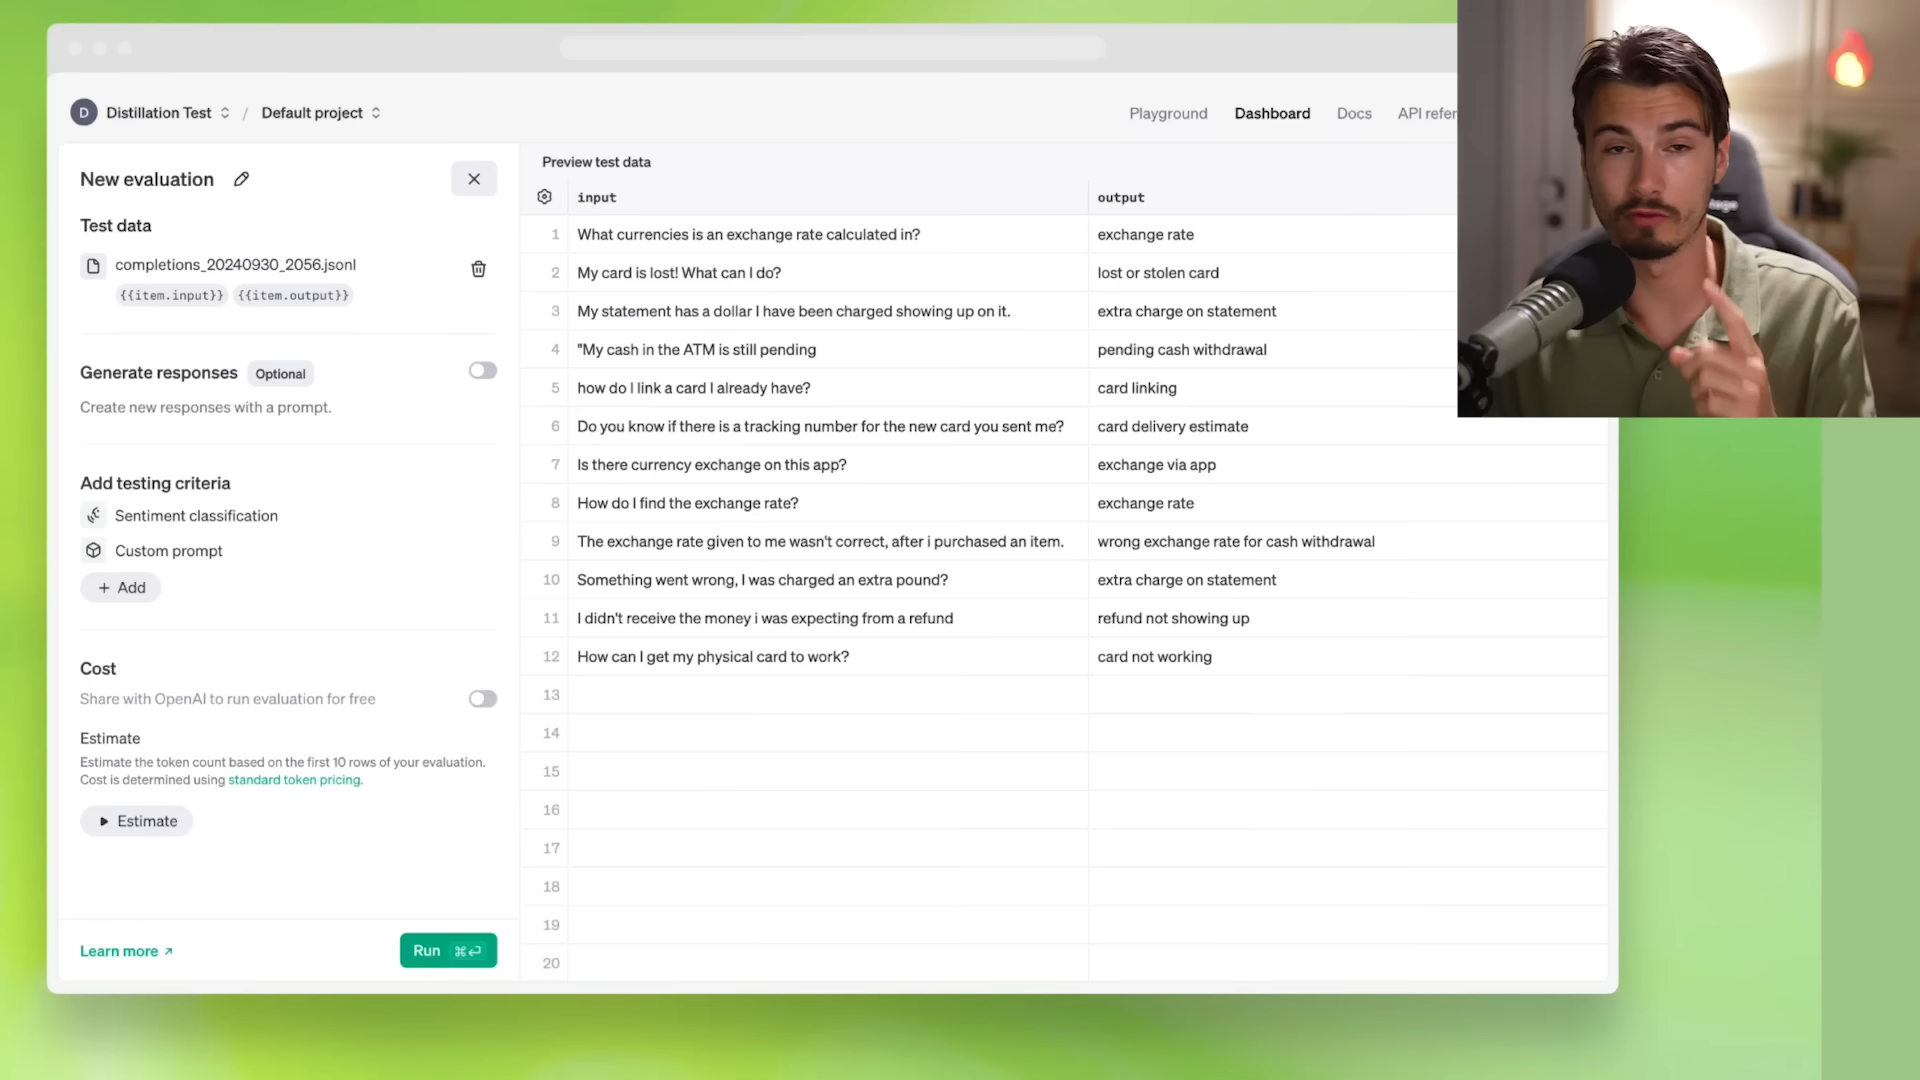 D Distillation Test / Default project
Playground Dashboard Docs API refer
New evaluation
Test data
completions_20240930_2056.jsonl
{{item.input}} {{item.output}}
Generate responses Optional
Create new responses with a prompt.
Add testing criteria
Sentiment classification
Custom prompt
+ Add
Cost
Share with OpenAI to run evaluation for free
Estimate
Estimate the token count based on the first 10 rows of your evaluation.
Cost is determined using standard token pricing.
Estimate
Learn more ↗
Run ⌘⏎
Preview test data
input output
1 What currencies is an exchange rate calculated in? exchange rate
2 My card is lost! What can I do? lost or stolen card
3 My statement has a dollar I have been charged showing up on it. extra charge on statement
4 "My cash in the ATM is still pending pending cash withdrawal
5 how do I link a card I already have? card linking
6 Do you know if there is a tracking number for the new card you sent me? card delivery estimate
7 Is there currency exchange on this app? exchange via app
8 How do I find the exchange rate? exchange rate
9 The exchange rate given to me wasn't correct, after i purchased an item. wrong exchange rate for cash withdrawal
10 Something went wrong, I was charged an extra pound? extra charge on statement
11 I didn't receive the money i was expecting from a refund refund not showing up
12 How can I get my physical card to work? card not working
13
14
15
16
17
18
19
20